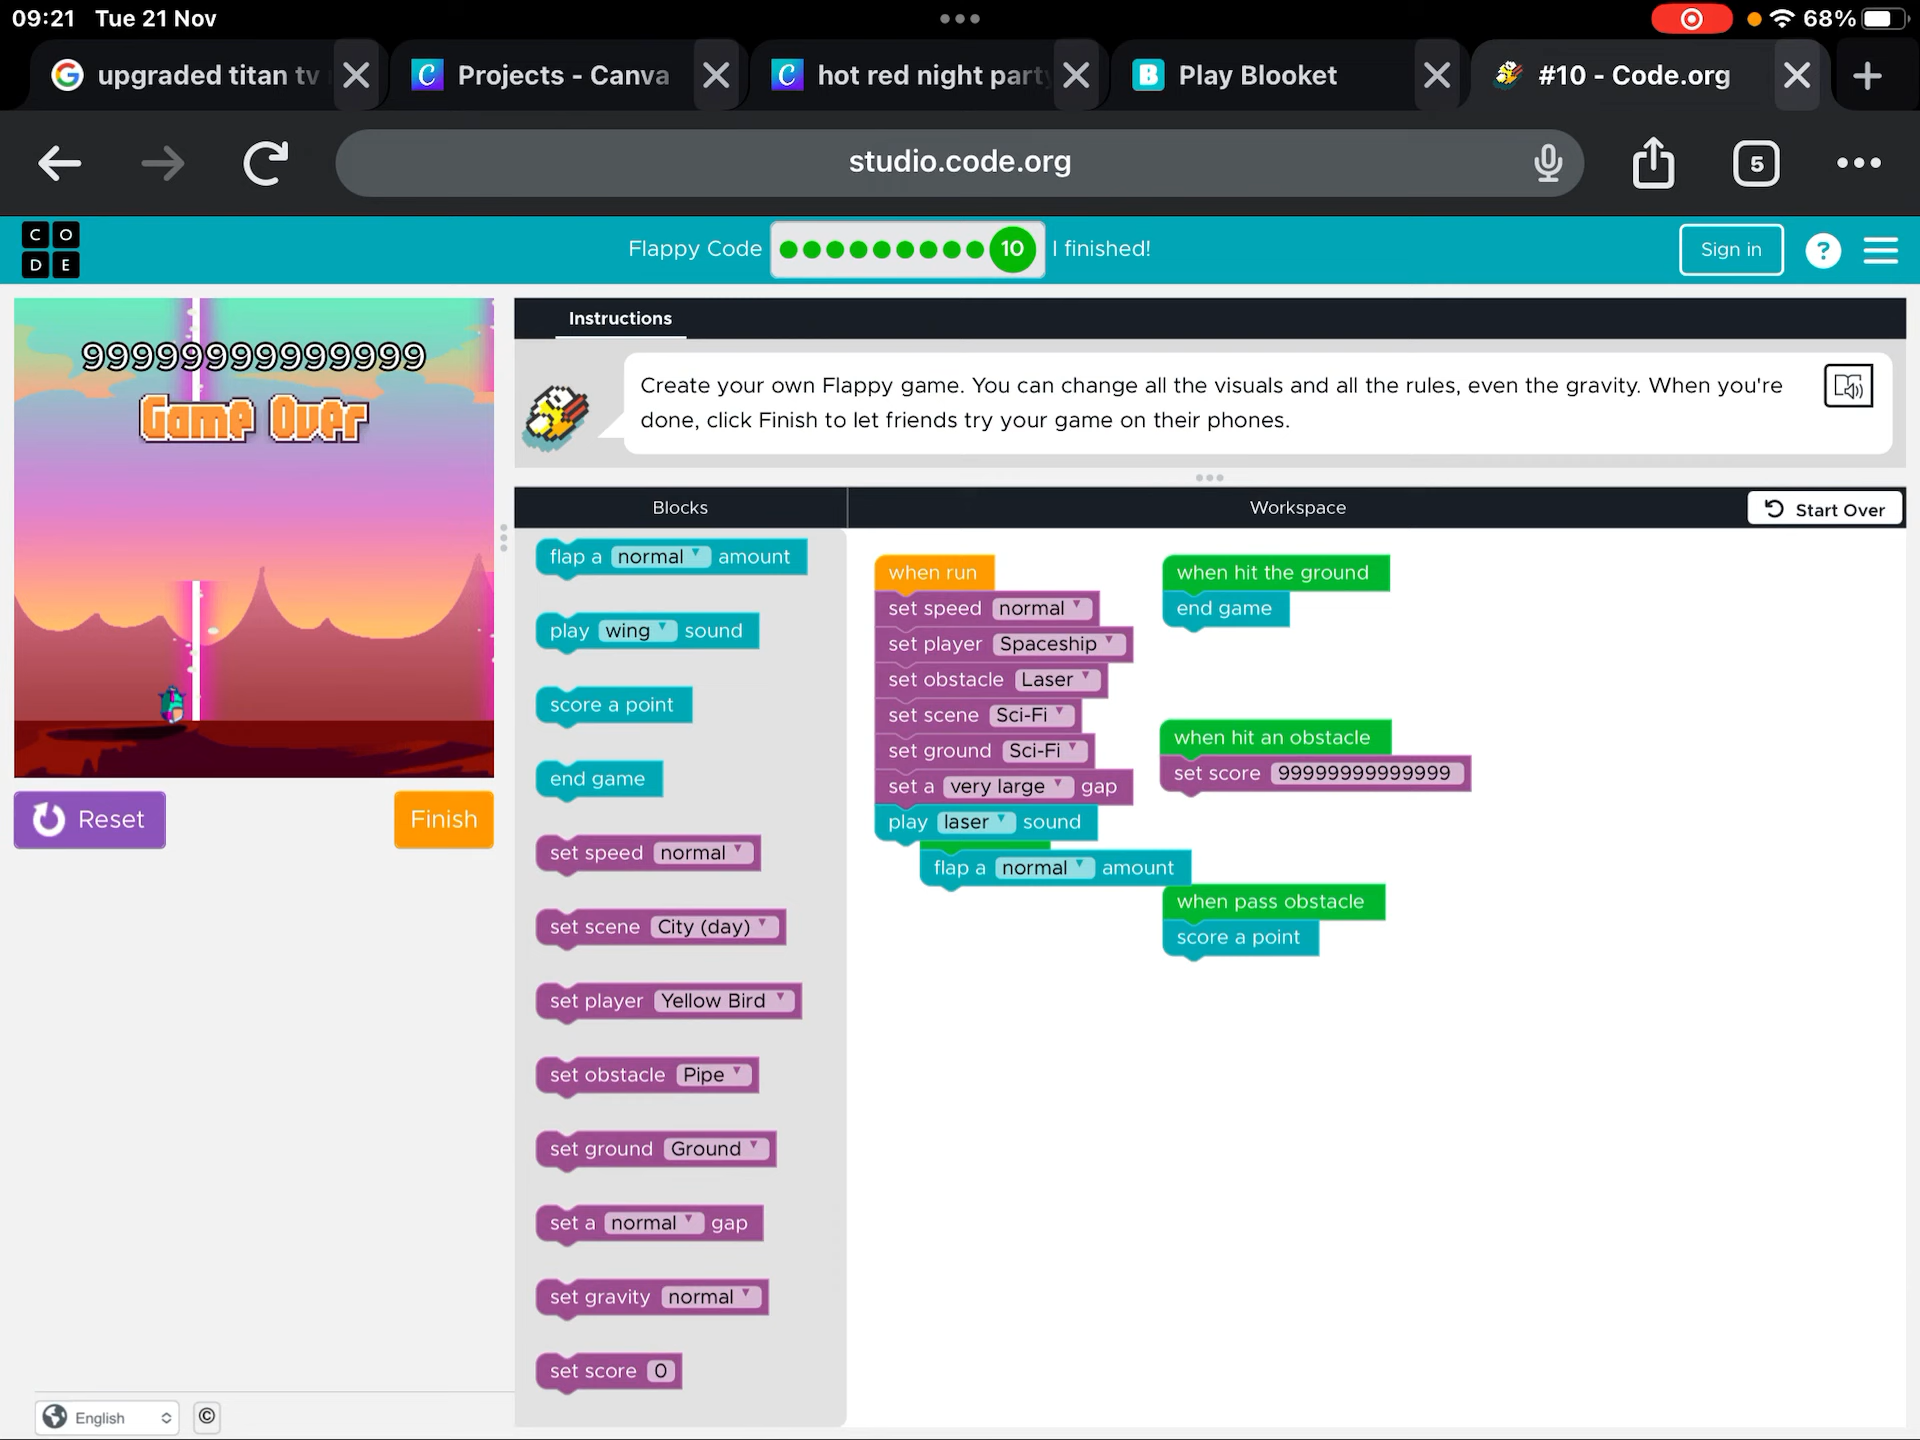 09:21 Tue 21 Nov
68%
upgraded titan tv
Projects - Canva
hot red night party
Play Blooket
#10 - Code.org
studio.code.org
5
CODE
Flappy Code
10
I finished!
Sign in
?
99999999999999
Game Over
Reset
Finish
Instructions
Create your own Flappy game. You can change all the visuals and all the rules, even the gravity. When you're
done, click Finish to let friends try your game on their phones.
Blocks
Workspace
Start Over
flap a normal amount
play wing sound
score a point
end game
set speed normal
set scene City (day)
set player Yellow Bird
set obstacle Pipe
set ground Ground
set a normal gap
set gravity normal
set score 0
when run
set speed normal
set player Spaceship
set obstacle Laser
set scene Sci-Fi
set ground Sci-Fi
set a very large gap
play laser sound
flap a normal amount
when hit the ground
end game
when hit an obstacle
set score 99999999999999
when pass obstacle
score a point
English
©